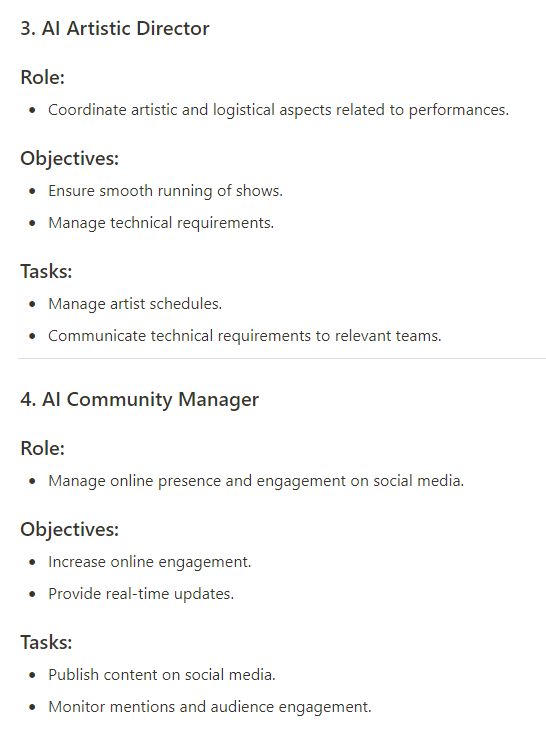 3. AI Artistic Director
Role:
• Coordinate artistic and logistical aspects related to performances.
Objectives:
• Ensure smooth running of shows.
• Manage technical requirements.
Tasks:
• Manage artist schedules.
• Communicate technical requirements to relevant teams.
4. AI Community Manager
Role:
• Manage online presence and engagement on social media.
Objectives:
• Increase online engagement.
• Provide real-time updates.
Tasks:
• Publish content on social media.
• Monitor mentions and audience engagement.